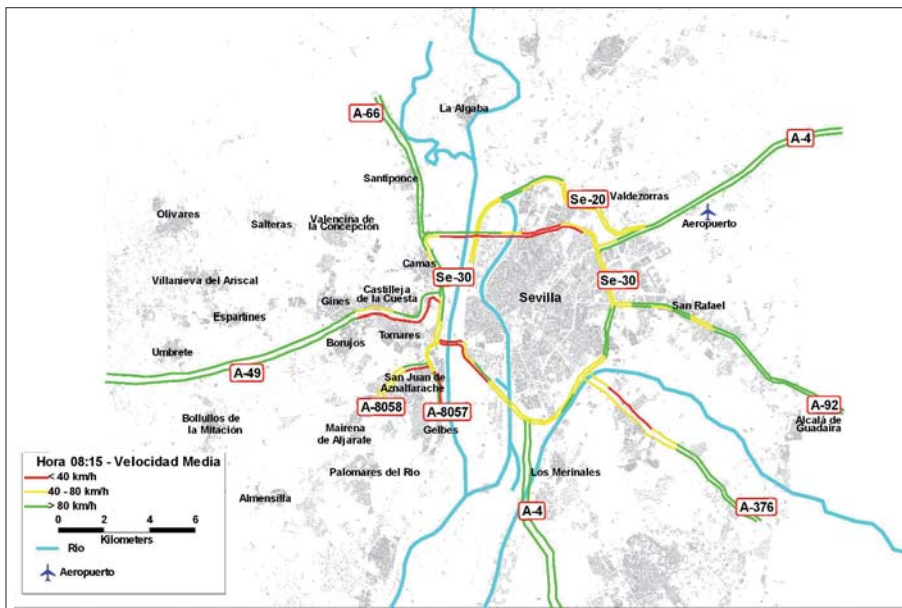 La Algaba
A-66
A-4
Santiponce
Se-20
Valdezorras
Olivares
Salteras
Valencina de
la Concepción
Aeropuerto
Camas
Se-30
Se-30
Villanieva del Ariscal
Castilleja
de la Cuesta
Gines
Sevilla
San Rafael
Espartines
Tomares
Borujos
Umbrete
A-49
San Juan de
Aznalfarache
A-8058
A-8057
A-92
Bollullos de
la Mitación
Mairena
de Aljarafe
Gelbes
Alcalá de
Guadaira
Hora 08:15 - Velocidad Media
< 40 km/h
40 - 80 km/h
> 80 km/h
0 2 4 6
Kilometers
Río
Aeropuerto
Palomares del Rio
Los Merinales
Almensilla
A-4
A-376